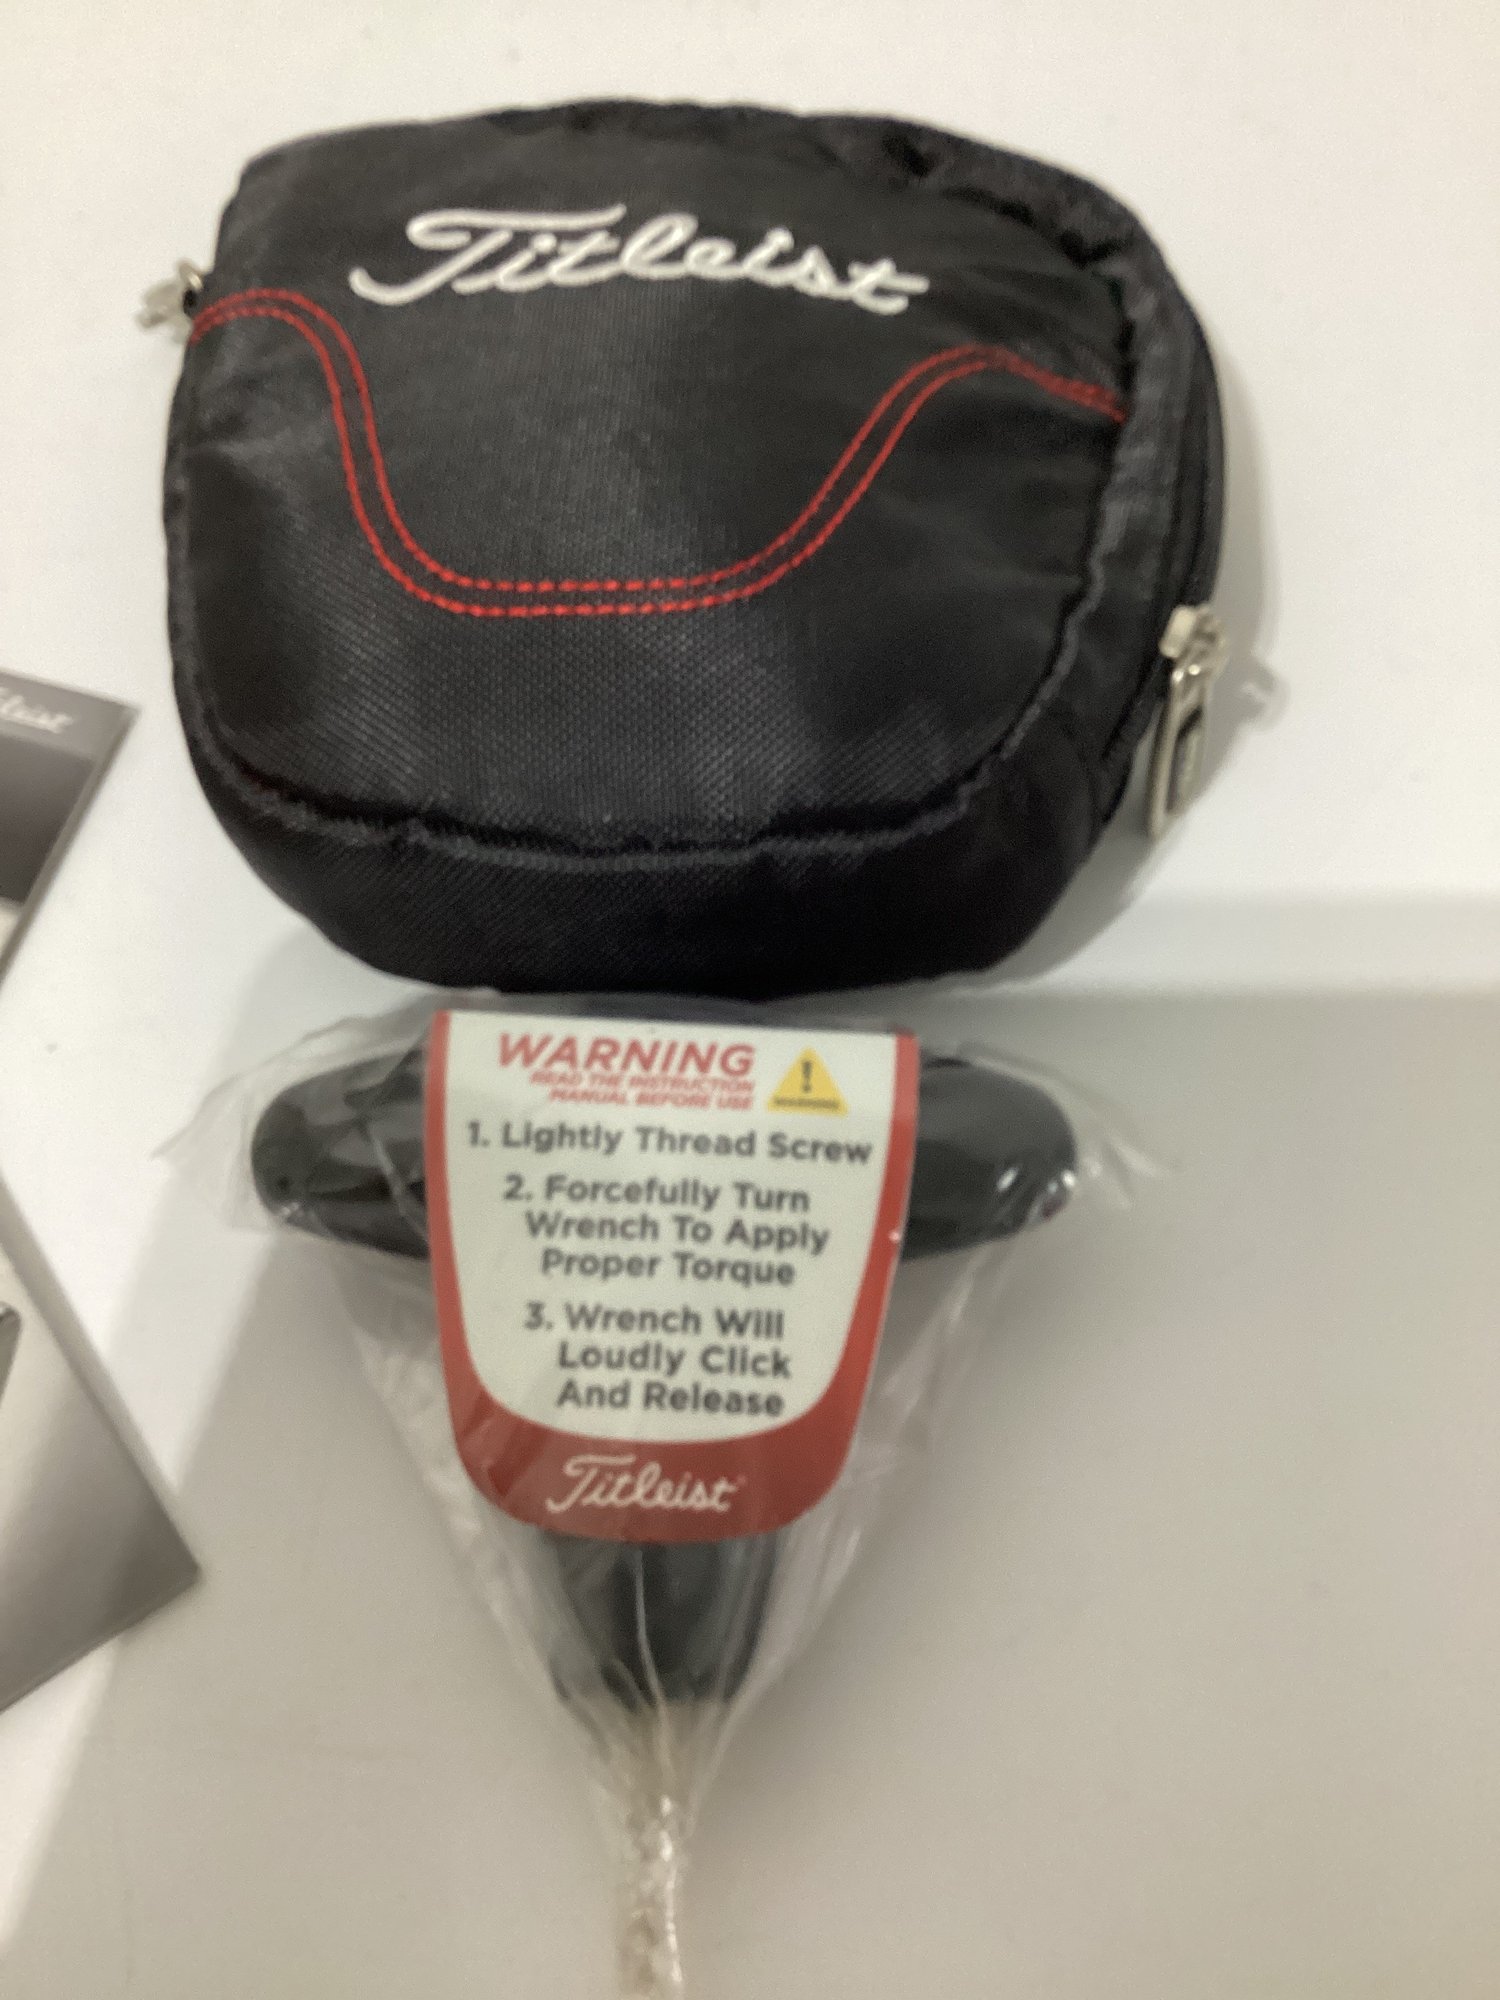 Titleist
WARNING
READ THE INSTRUCTION
MANUAL BEFORE USE
WARNING
1. Lightly Thread Screw
2. Forcefully Turn
Wrench To Apply
Proper Torque
3. Wrench Will
Loudly Click
And Release
Titleist